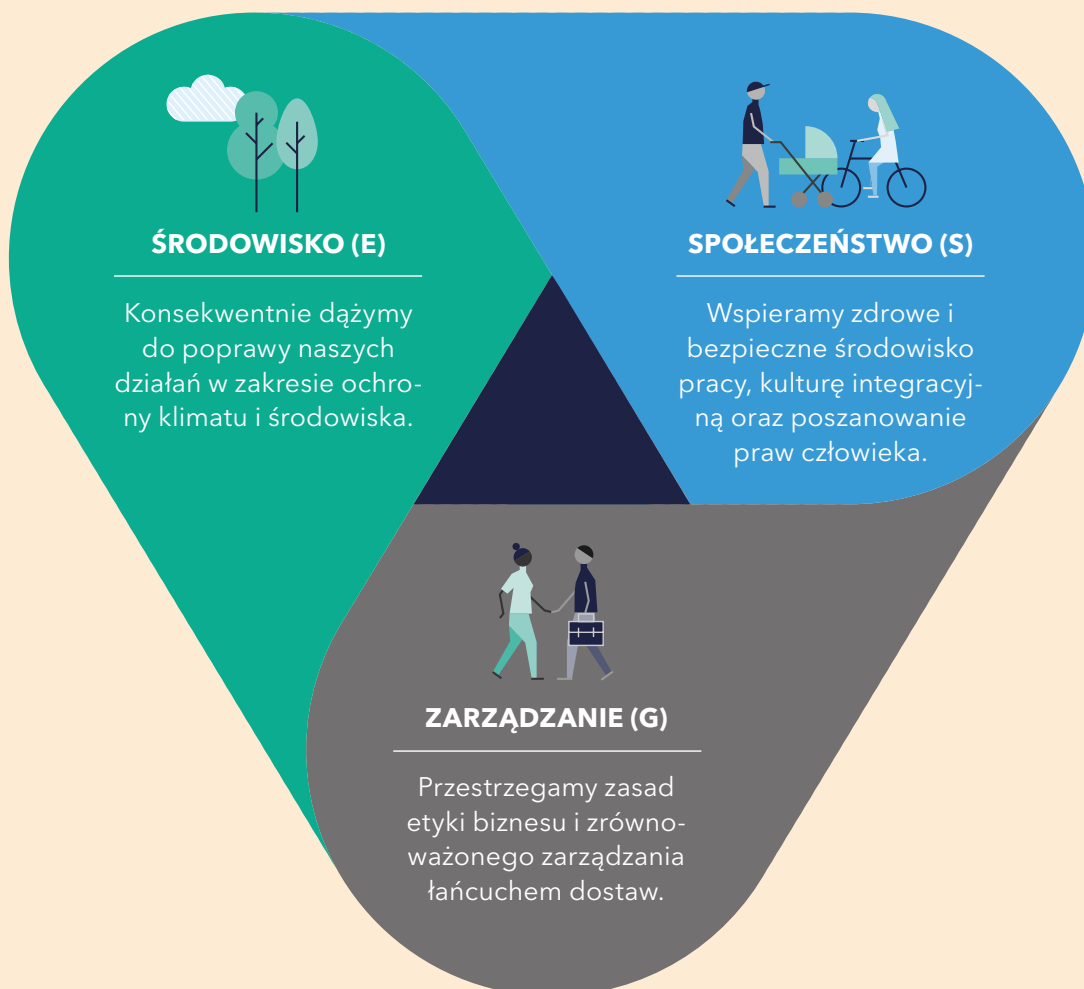 ŚRODOWISKO (E)
Konsekwentnie dążymy
do poprawy naszych
działań w zakresie ochro-
ny klimatu i środowiska.
SPOŁECZEŃSTWO (S)
Wspieramy zdrowe i
bezpieczne środowisko
pracy, kulturę integracyj-
ną oraz poszanowanie
praw człowieka.
ZARZĄDZANIE (G)
Przestrzegamy zasad
etyki biznesu i zrówno-
ważonego zarządzania
łańcuchem dostaw.